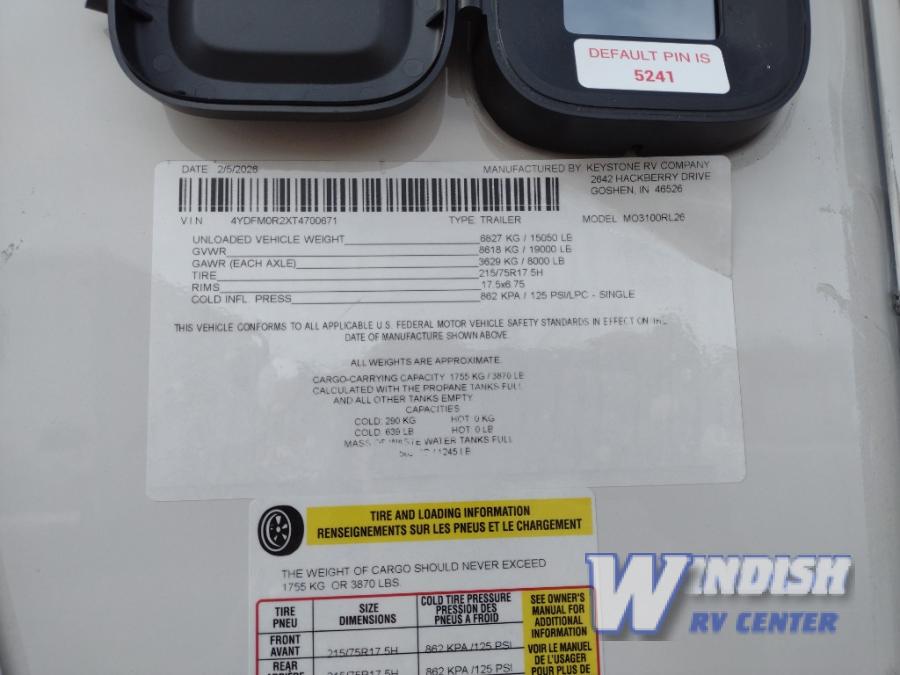 DEFAULT PIN IS
5241
DATE 2/5/2026 MANUFACTURED BY KEYSTONE RV COMPANY
2642 HACKBERRY DRIVE
GOSHEN, IN 46526
VIN 4YDFM0R2XT4700671 TYPE TRAILER MODEL MO3100RL26
UNLOADED VEHICLE WEIGHT 6827 KG / 15050 LB
GVWR 8618 KG / 19000 LB
GAWR (EACH AXLE) 3629 KG / 8000 LB
TIRE 215/75R17.5H
RIMS 17.5x6.75
COLD INFL. PRESS 862 KPA / 125 PSI/LPC - SINGLE
THIS VEHICLE CONFORMS TO ALL APPLICABLE U.S. FEDERAL MOTOR VEHICLE SAFETY STANDARDS IN EFFECT ON THE
DATE OF MANUFACTURE SHOWN ABOVE.
ALL WEIGHTS ARE APPROXIMATE.
CARGO-CARRYING CAPACITY 1755 KG / 3870 LB
CALCULATED WITH THE PROPANE TANKS FULL
AND ALL OTHER TANKS EMPTY
CAPACITIES
COLD: 290 KG HOT: 0 KG
COLD: 639 LB HOT: 0 LB
MASS OF WASTE WATER TANKS FULL
/ 1245 LB
TIRE AND LOADING INFORMATION
RENSEIGNEMENTS SUR LES PNEUS ET LE CHARGEMENT
THE WEIGHT OF CARGO SHOULD NEVER EXCEED
1755 KG OR 3870 LBS.
TIRE
PNEU
SIZE
DIMENSIONS
COLD TIRE PRESSURE
PRESSION DES
PNEUS A FROID
SEE OWNER'S
MANUAL FOR
ADDITIONAL
INFORMATION
VOIR LE MANUEL
DE L'USAGER
POUR PLUS DE
FRONT
AVANT
215/75R17.5H 862 KPA /125 PSI
REAR
215/75R17.5H 862 KPA /125 PSI
WINDISH
RV CENTER